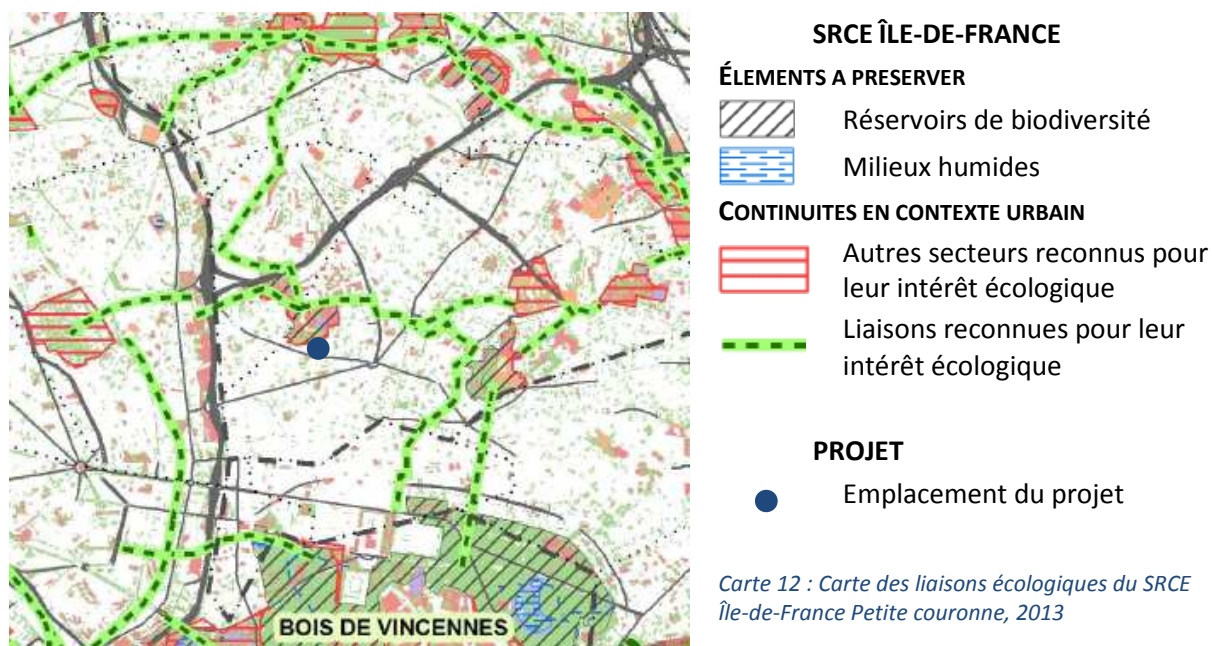 BOIS DE VINCENNES
SRCE ÎLE-DE-FRANCE
ÉLEMENTS A PRESERVER
Réservoirs de biodiversité
Milieux humides
CONTINUITES EN CONTEXTE URBAIN
Autres secteurs reconnus pour
leur intérêt écologique
Liaisons reconnues pour leur
intérêt écologique
PROJET
Emplacement du projet
Carte 12 : Carte des liaisons écologiques du SRCE
Île-de-France Petite couronne, 2013